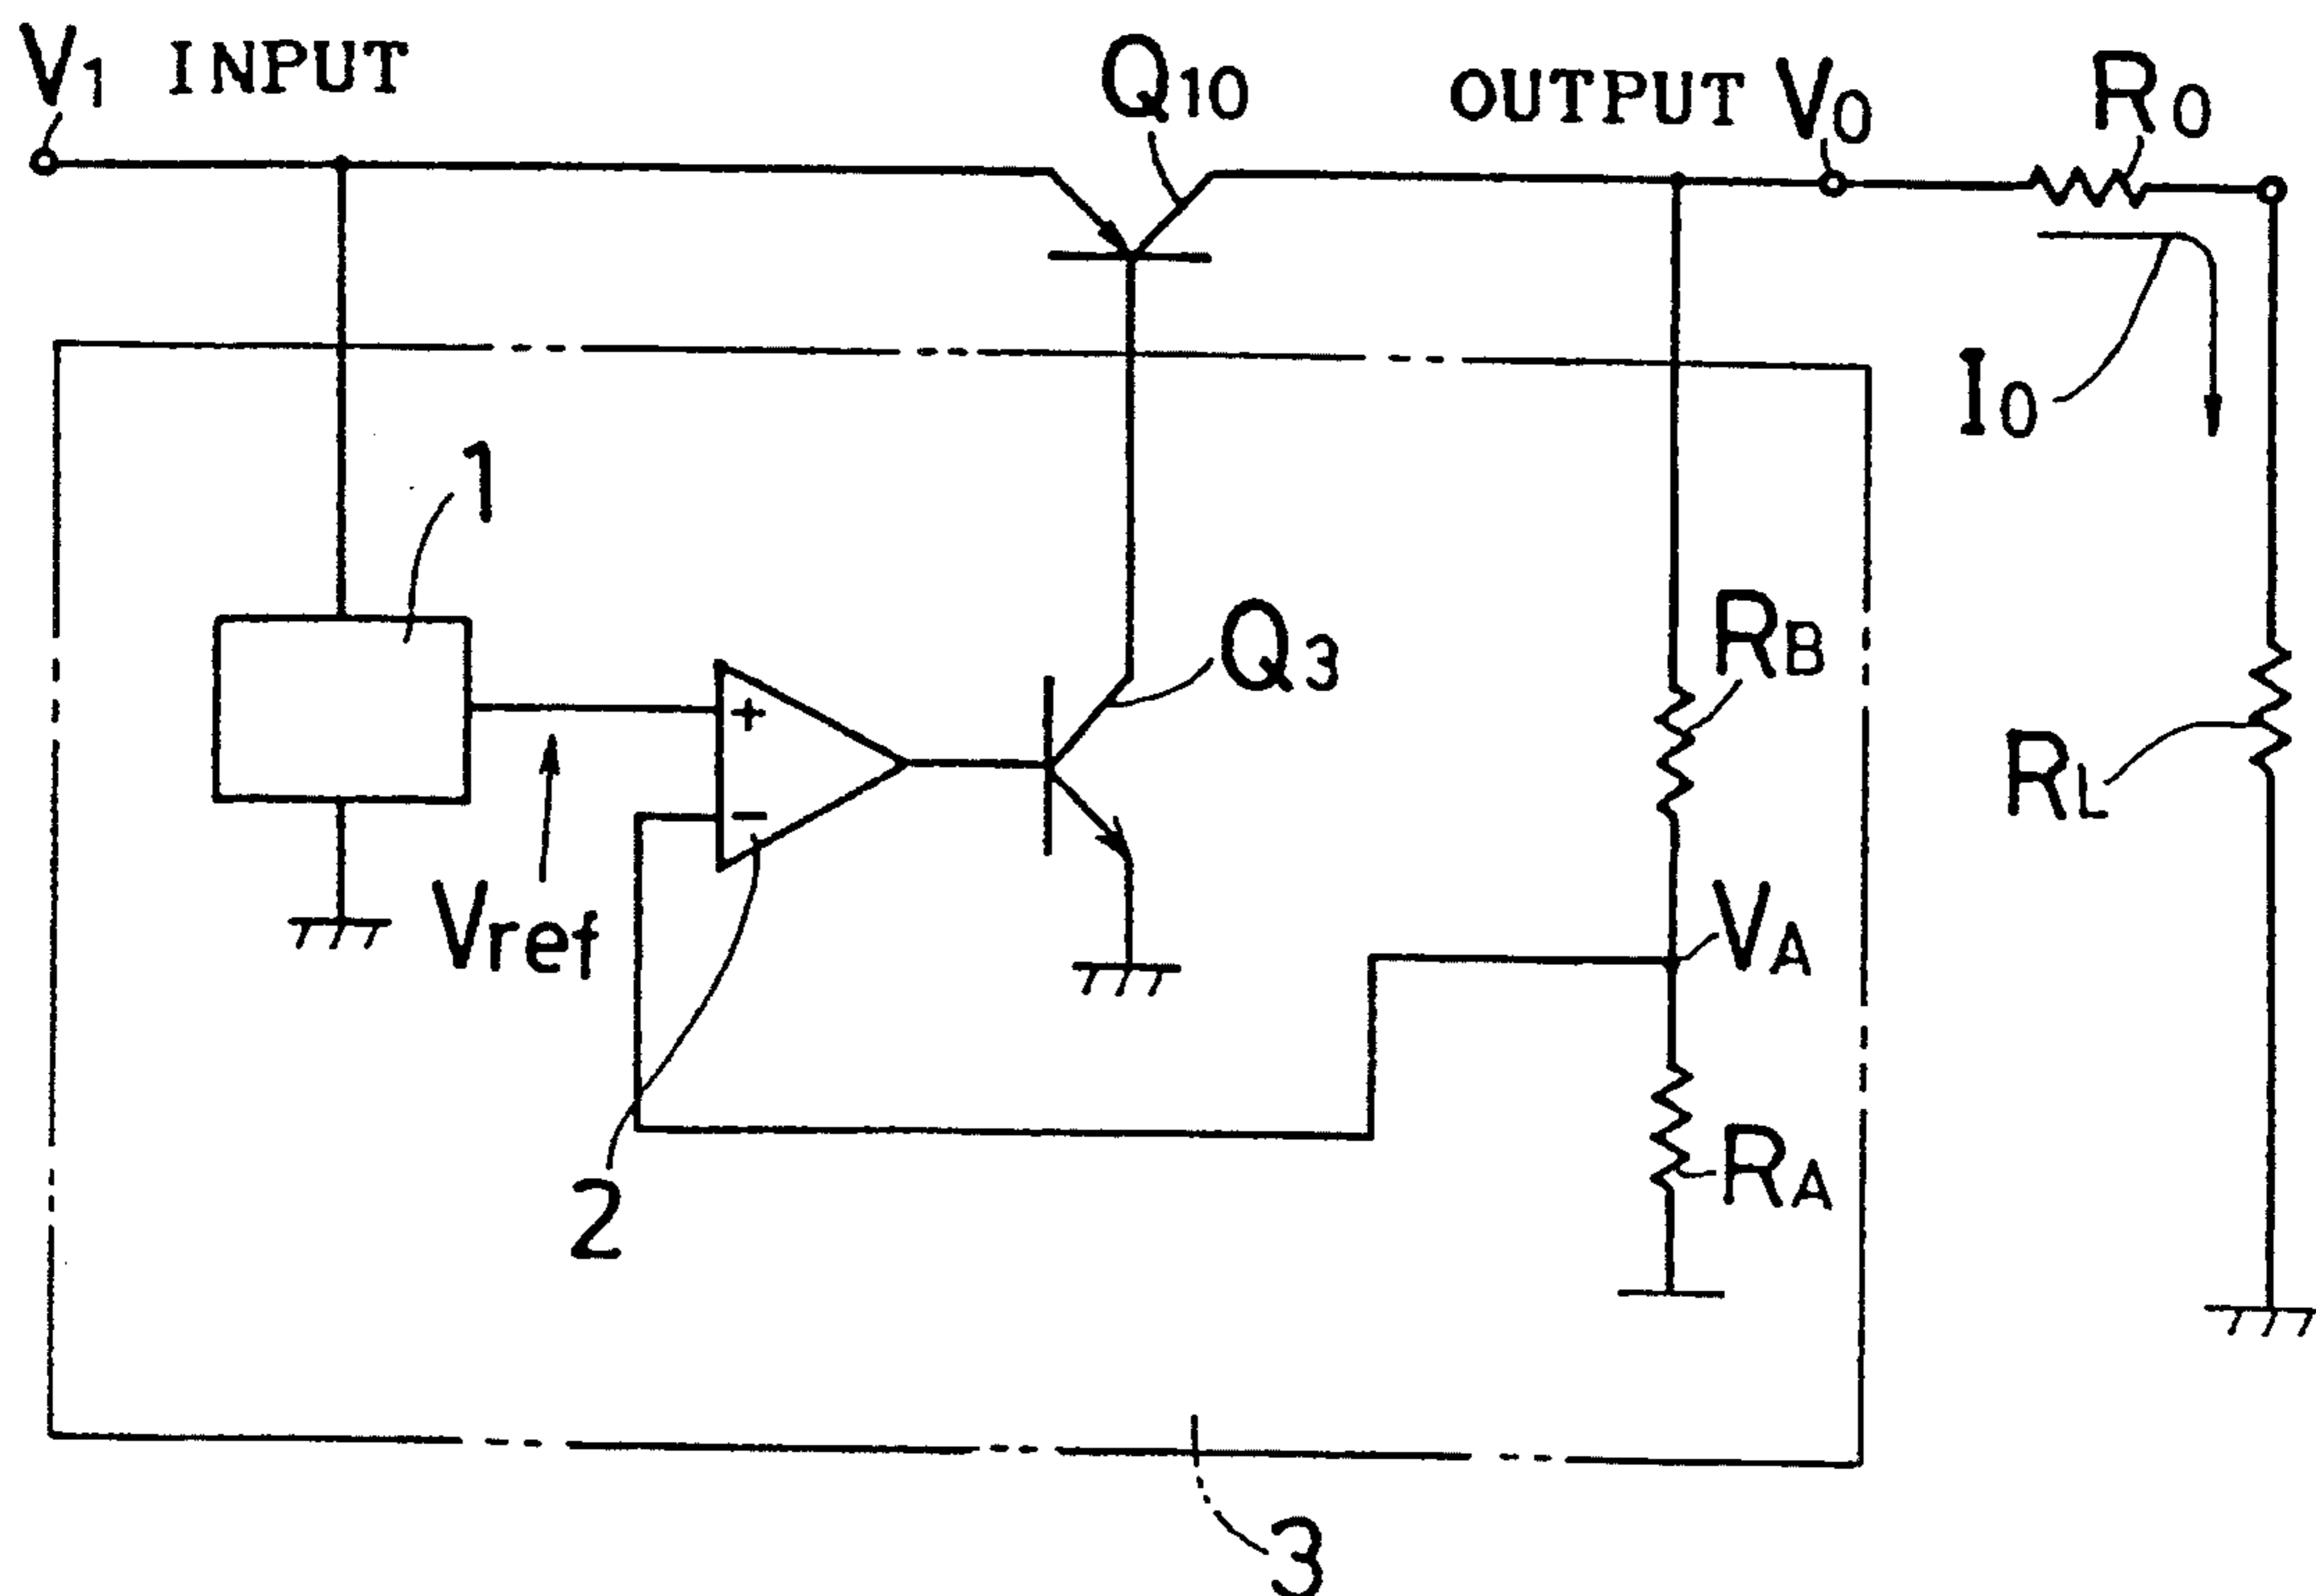 V1 INPUT
Q10
OUTPUT V0
R0
I0
1
Q3
RB
+
−
Vref
RL
VA
2
RA
3